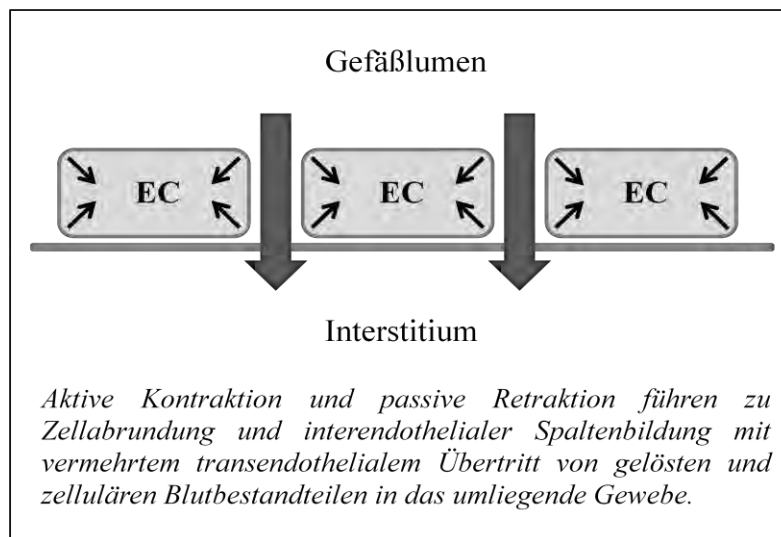 Gefäßlumen
EC EC EC
Interstitium
Aktive Kontraktion und passive Retraktion führen zu
Zellabrundung und interendothelialer Spaltenbildung mit
vermehrtem transendothelialem Übertritt von gelösten und
zellulären Blutbestandteilen in das umliegende Gewebe.